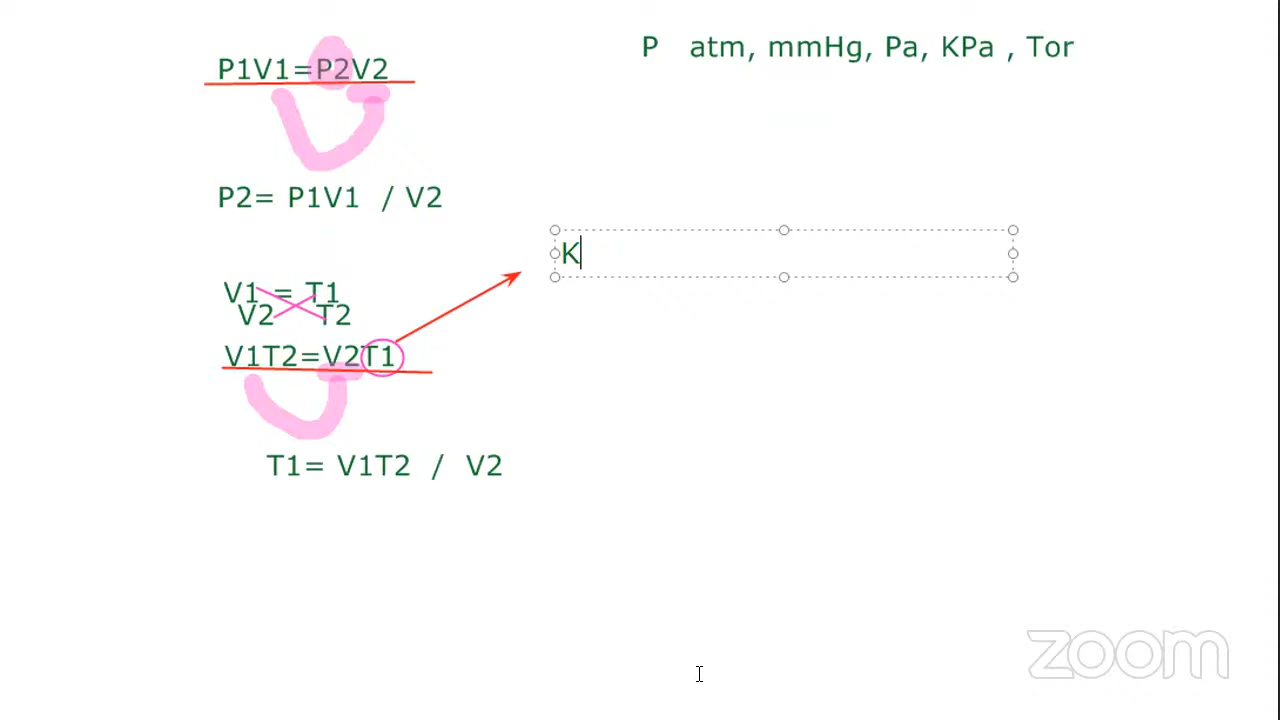 P1V1=P2V2
P atm, mmHg, Pa, KPa , Tor
P2= P1V1 / V2
K
V1 = T1
V2 T2
V1T2=V2T1
T1= V1T2 / V2
zoom